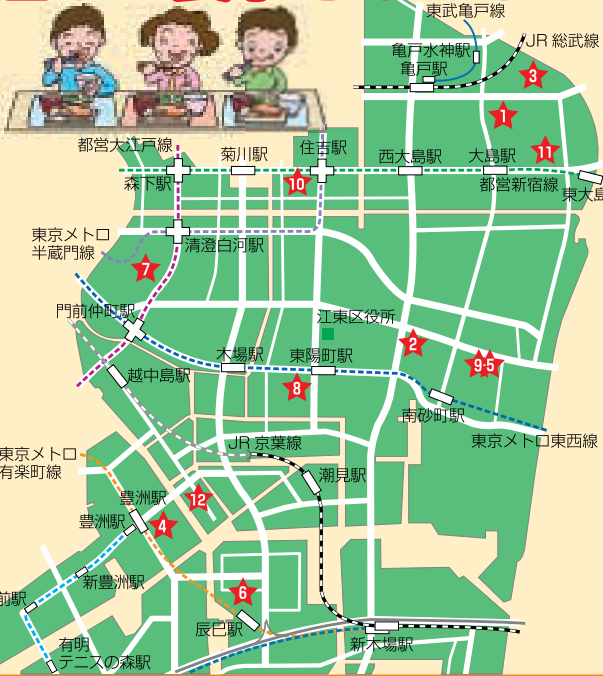 東武亀戸線
JR 総武線
亀戸水神駅
亀戸駅
3
1
11
都営大江戸線
菊川駅
住吉駅
西大島駅
大島駅
森下駅
10
都営新宿線
東大島
東京メトロ
半蔵門線
清澄白河駅
7
門前仲町駅
江東区役所
2
木場駅
東陽町駅
9
5
越中島駅
8
南砂町駅
東京メトロ東西線
JR 京葉線
東京メトロ
有楽町線
潮見駅
豊洲駅
12
豊洲駅
4
新豊洲駅
前駅
6
辰巳駅
有明
テニスの森駅
新木場駅